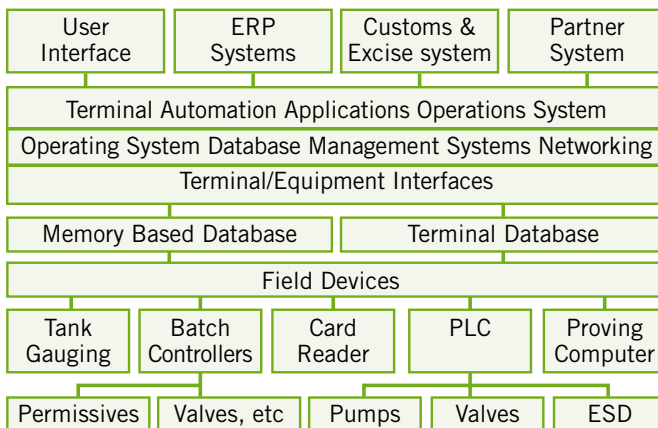 User
Interface
ERP
Systems
Customs &
Excise system
Partner
System
Terminal Automation Applications Operations System
Operating System Database Management Systems Networking
Terminal/Equipment Interfaces
Memory Based Database
Terminal Database
Field Devices
Tank
Gauging
Batch
Controllers
Card
Reader
PLC
Proving
Computer
Permissives
Valves, etc
Pumps
Valves
ESD